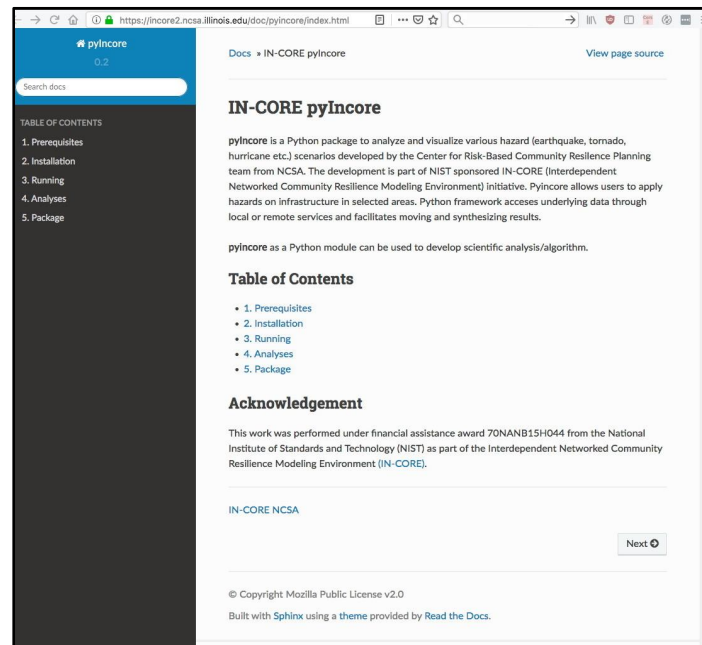 https://incore2.ncsa.illinois.edu/doc/pyincore/index.html
pyIncore
0.2
Search docs
TABLE OF CONTENTS
1. Prerequisites
2. Installation
3. Running
4. Analyses
5. Package
Docs » IN-CORE pyIncore
View page source
IN-CORE pyIncore
pyIncore is a Python package to analyze and visualize various hazard (earthquake, tornado,
hurricane etc.) scenarios developed by the Center for Risk-Based Community Resilence Planning
team from NCSA. The development is part of NIST sponsored IN-CORE (Interdependent
Networked Community Resilience Modeling Environment) initiative. Pyincore allows users to apply
hazards on infrastructure in selected areas. Python framework acceses underlying data through
local or remote services and facilitates moving and synthesizing results.
pyincore as a Python module can be used to develop scientific analysis/algorithm.
Table of Contents
• 1. Prerequisites
• 2. Installation
• 3. Running
• 4. Analyses
• 5. Package
Acknowledgement
This work was performed under financial assistance award 70NANB15H044 from the National
Institute of Standards and Technology (NIST) as part of the Interdependent Networked Community
Resilience Modeling Environment (IN-CORE).
IN-CORE NCSA
Next
© Copyright Mozilla Public License v2.0
Built with Sphinx using a theme provided by Read the Docs.